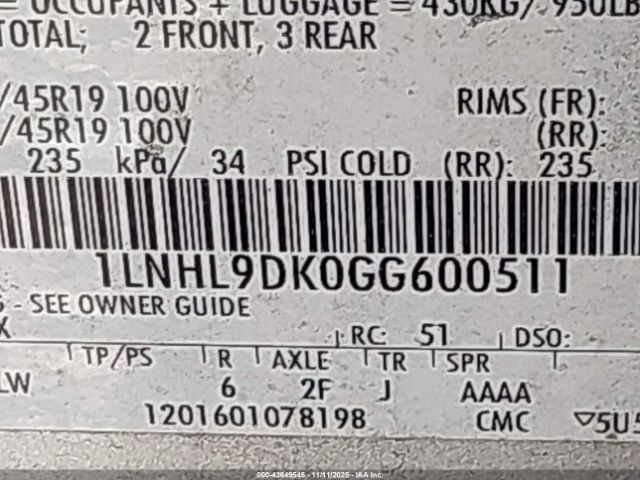 = OCCUPANTS + LUGGAGE = 430KG/ 950LB
TOTAL; 2 FRONT, 3 REAR
/45R19 100V RIMS (FR):
/45R19 100V (RR):
235 kPa/ 34 PSI COLD (RR): 235
1LNHL9DK0GG600511
- SEE OWNER GUIDE
RC: 51 DSO:
TP/PS R AXLE TR SPR
LW 6 2F J AAAA
1201601078198 CMC ▽5U5
000-43649545 - 11/11/2025 - IAA Inc.